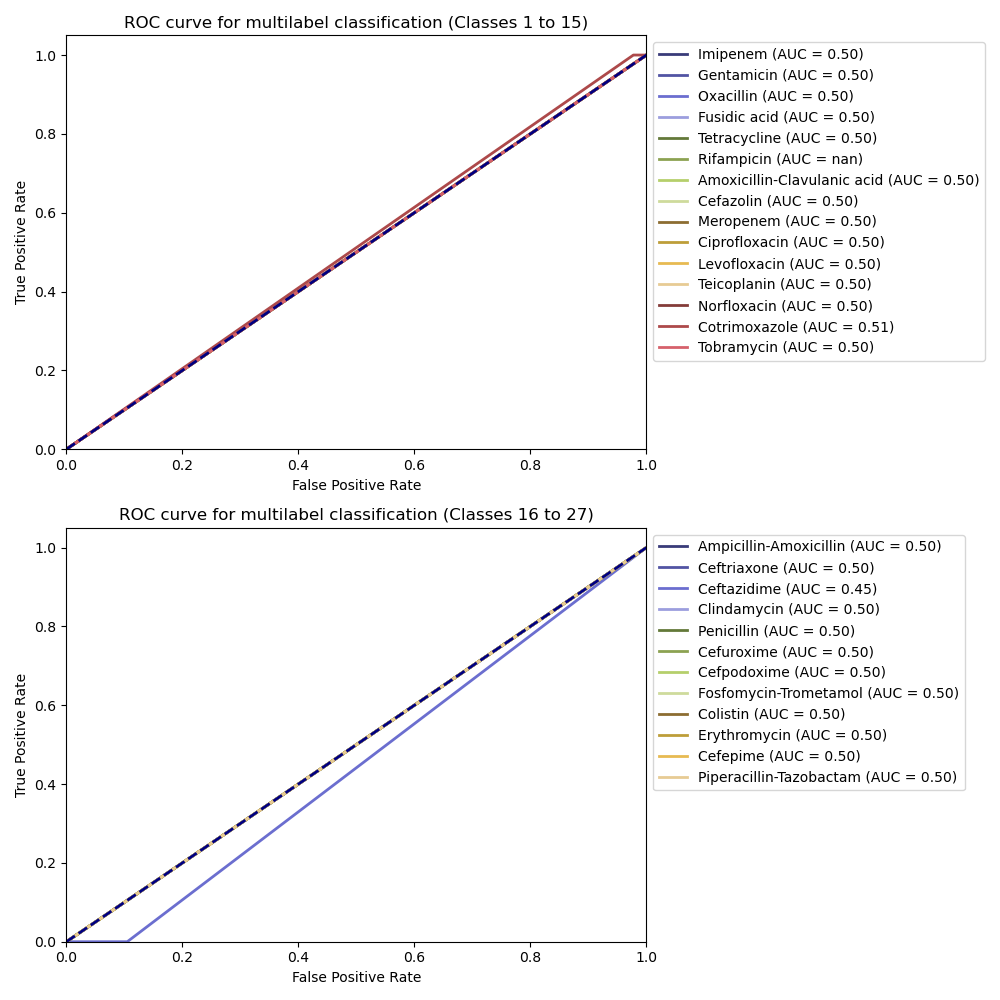 ROC curve for multilabel classification (Classes 1 to 15)
True Positive Rate
1.0
0.8
0.6
0.4
0.2
0.0
0.0 0.2 0.4 0.6 0.8 1.0
False Positive Rate
Imipenem (AUC = 0.50)
Gentamicin (AUC = 0.50)
Oxacillin (AUC = 0.50)
Fusidic acid (AUC = 0.50)
Tetracycline (AUC = 0.50)
Rifampicin (AUC = nan)
Amoxicillin-Clavulanic acid (AUC = 0.50)
Cefazolin (AUC = 0.50)
Meropenem (AUC = 0.50)
Ciprofloxacin (AUC = 0.50)
Levofloxacin (AUC = 0.50)
Teicoplanin (AUC = 0.50)
Norfloxacin (AUC = 0.50)
Cotrimoxazole (AUC = 0.51)
Tobramycin (AUC = 0.50)
ROC curve for multilabel classification (Classes 16 to 27)
True Positive Rate
1.0
0.8
0.6
0.4
0.2
0.0
0.0 0.2 0.4 0.6 0.8 1.0
False Positive Rate
Ampicillin-Amoxicillin (AUC = 0.50)
Ceftriaxone (AUC = 0.50)
Ceftazidime (AUC = 0.45)
Clindamycin (AUC = 0.50)
Penicillin (AUC = 0.50)
Cefuroxime (AUC = 0.50)
Cefpodoxime (AUC = 0.50)
Fosfomycin-Trometamol (AUC = 0.50)
Colistin (AUC = 0.50)
Erythromycin (AUC = 0.50)
Cefepime (AUC = 0.50)
Piperacillin-Tazobactam (AUC = 0.50)